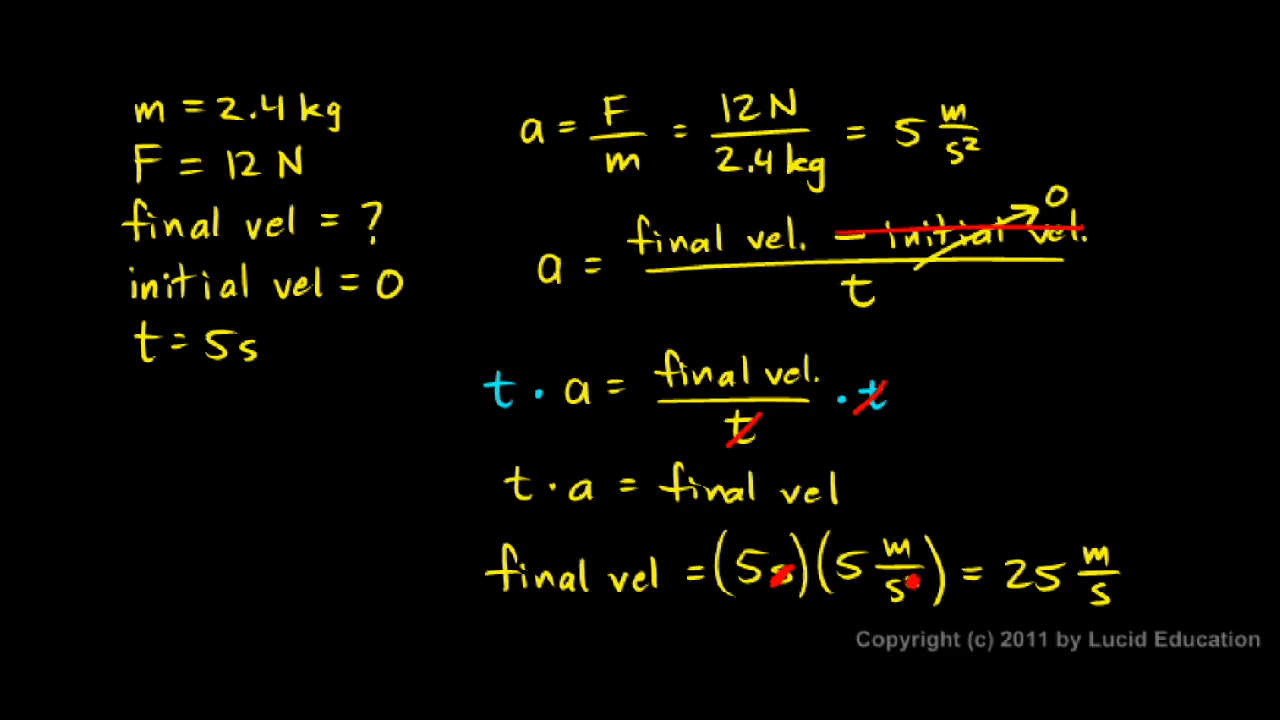 m = 2.4 kg
F = 12 N
final vel = ?
initial vel = 0
t = 5s
a = F/m = 12 N/2.4 kg = 5 m/s²
a = (final vel. - initial vel.)/t → 0
t · a = final vel./t · t
t · a = final vel
final vel = (5s)(5 m/s²) = 25 m/s
Copyright (c) 2011 by Lucid Education